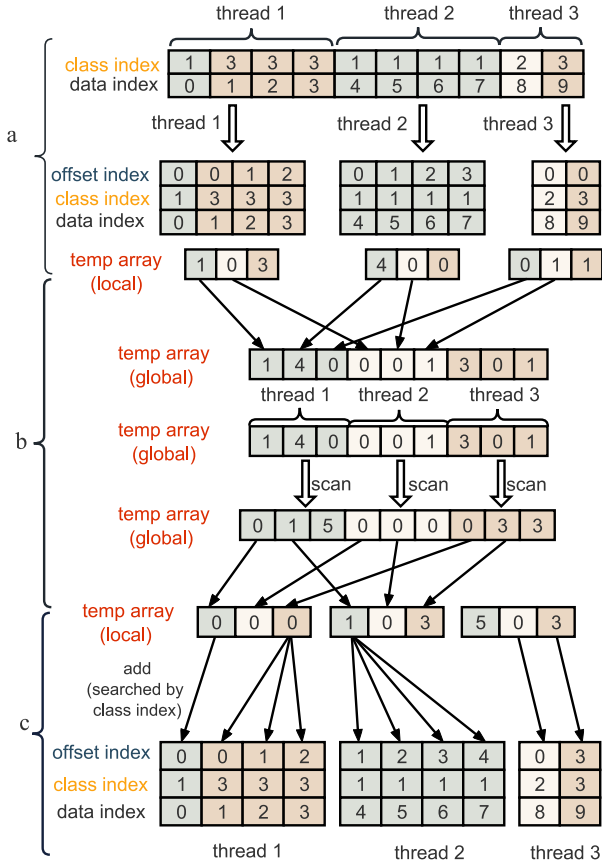 thread 1 thread 2 thread 3
class index 1 3 3 3 1 1 1 1 2 3
data index 0 1 2 3 4 5 6 7 8 9
thread 1 thread 2 thread 3
a
offset index 0 0 1 2 0 1 2 3 0 0
class index 1 3 3 3 1 1 1 1 2 3
data index 0 1 2 3 4 5 6 7 8 9
temp array 1 0 3 4 0 0 0 1 1
(local)
temp array 1 4 0 0 0 1 3 0 1
(global)
thread 1 thread 2 thread 3
b
temp array 1 4 0 0 0 1 3 0 1
(global)
scan scan scan
temp array 0 1 5 0 0 0 0 3 3
(global)
temp array 0 0 0 1 0 3 5 0 3
(local)
add
(searched by
class index)
c
offset index 0 0 1 2 1 2 3 4 0 3
class index 1 3 3 3 1 1 1 1 2 3
data index 0 1 2 3 4 5 6 7 8 9
thread 1 thread 2 thread 3